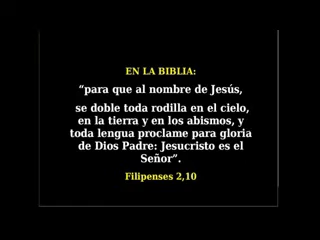 EN LA BIBLIA:
“para que al nombre de Jesús,
se doble toda rodilla en el cielo,
en la tierra y en los abismos, y
toda lengua proclame para gloria
de Dios Padre: Jesucristo es el
Señor”.
Filipenses 2,10